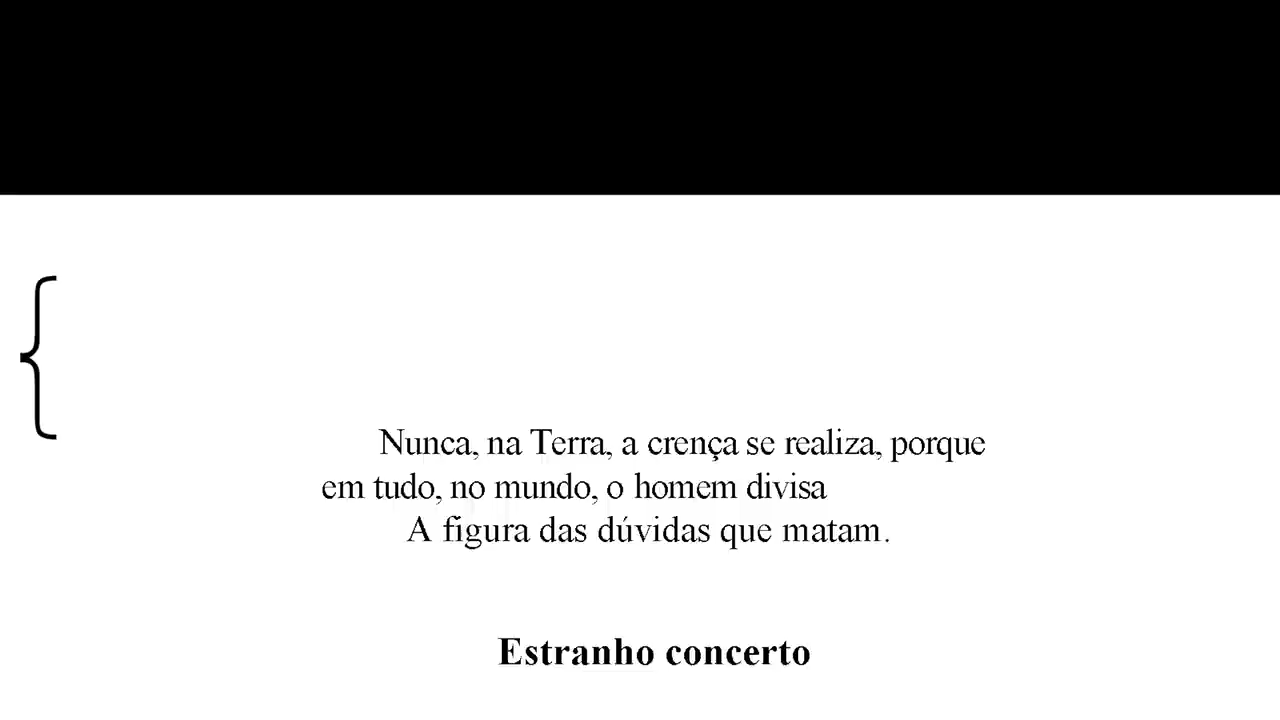 Nunca, na Terra, a crença se realiza, porque
em tudo, no mundo, o homem divisa
A figura das dúvidas que matam.
Estranho concerto